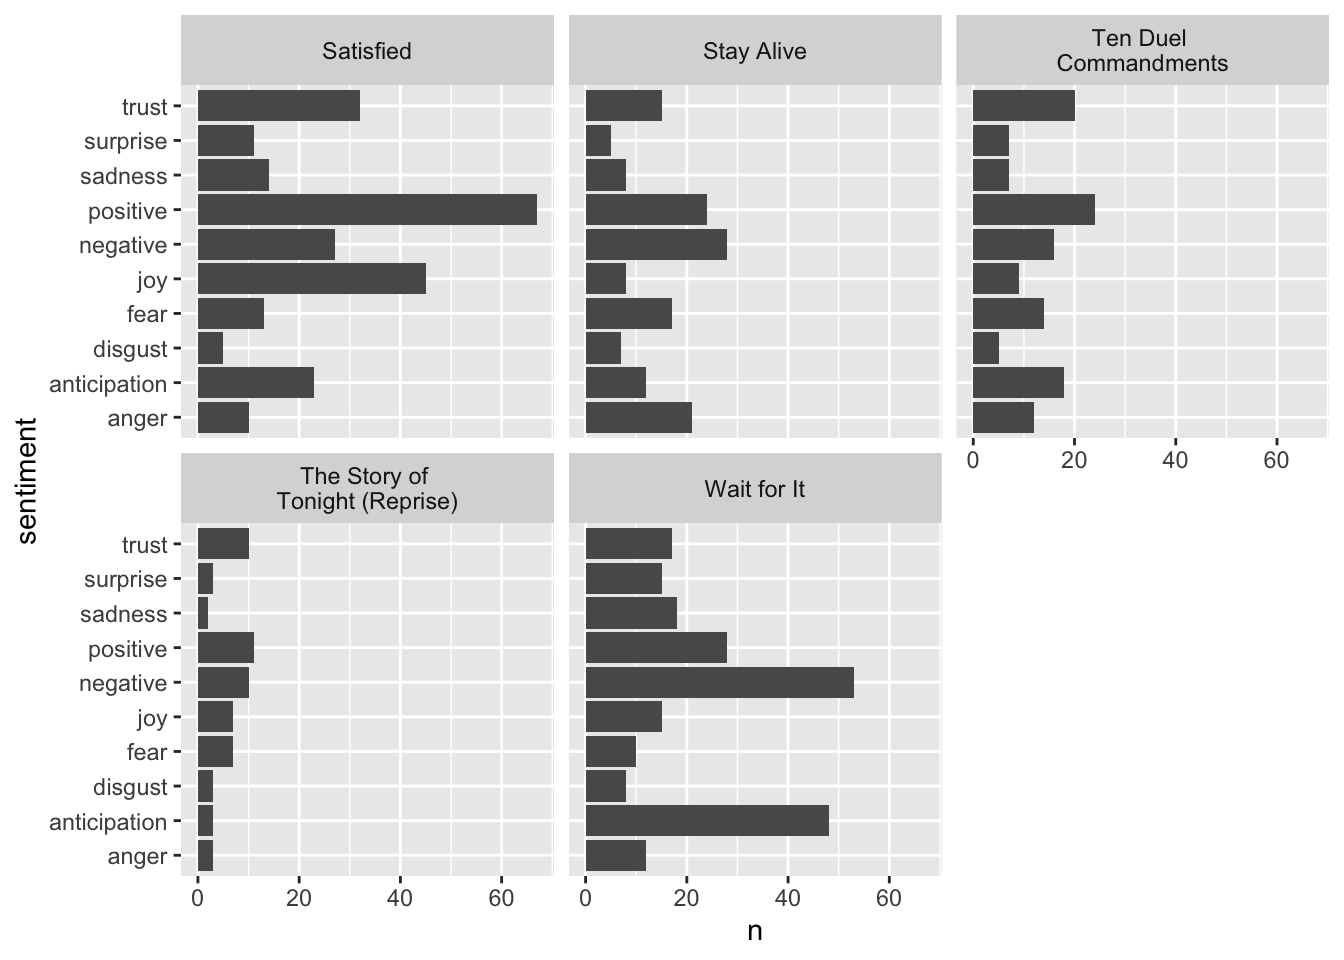 Satisfied
Stay Alive
Ten Duel
Commandments
trust
surprise
sadness
positive
negative
joy
fear
disgust
anticipation
anger
0 20 40 60
sentiment
The Story of
Tonight (Reprise)
Wait for It
trust
surprise
sadness
positive
negative
joy
fear
disgust
anticipation
anger
0 20 40 60
0 20 40 60
n